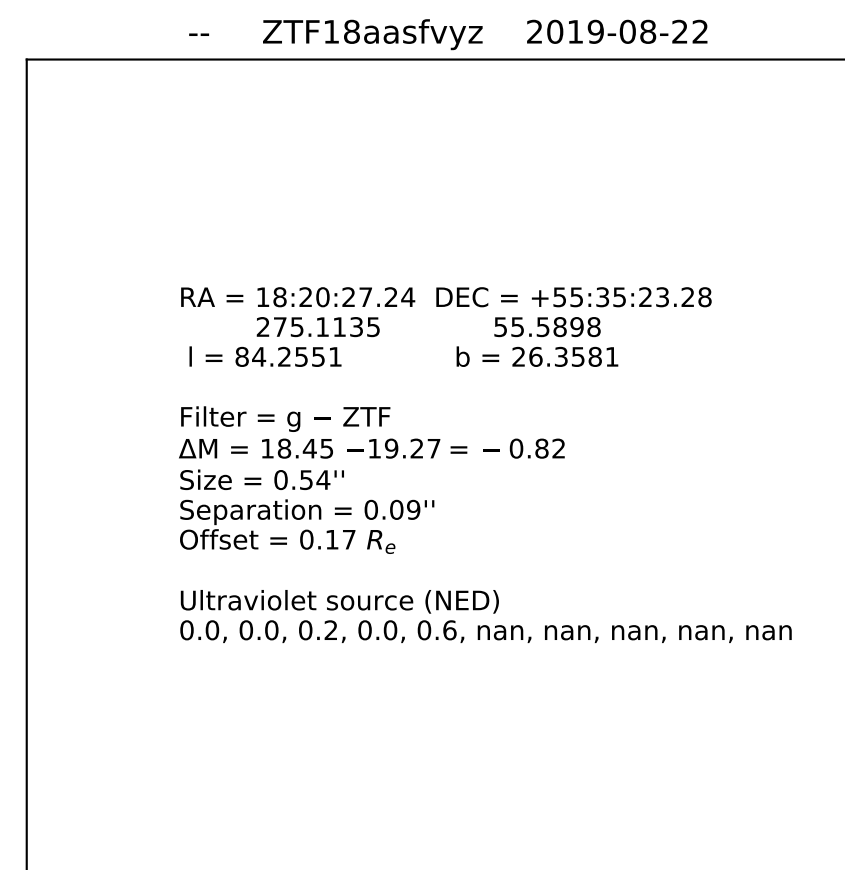 -- ZTF18aasfvyz 2019-08-22
RA = 18:20:27.24 DEC = +55:35:23.28
275.1135 55.5898
l = 84.2551 b = 26.3581
Filter = g − ZTF
ΔM = 18.45 −19.27 = − 0.82
Size = 0.54''
Separation = 0.09''
Offset = 0.17 Re
Ultraviolet source (NED)
0.0, 0.0, 0.2, 0.0, 0.6, nan, nan, nan, nan, nan